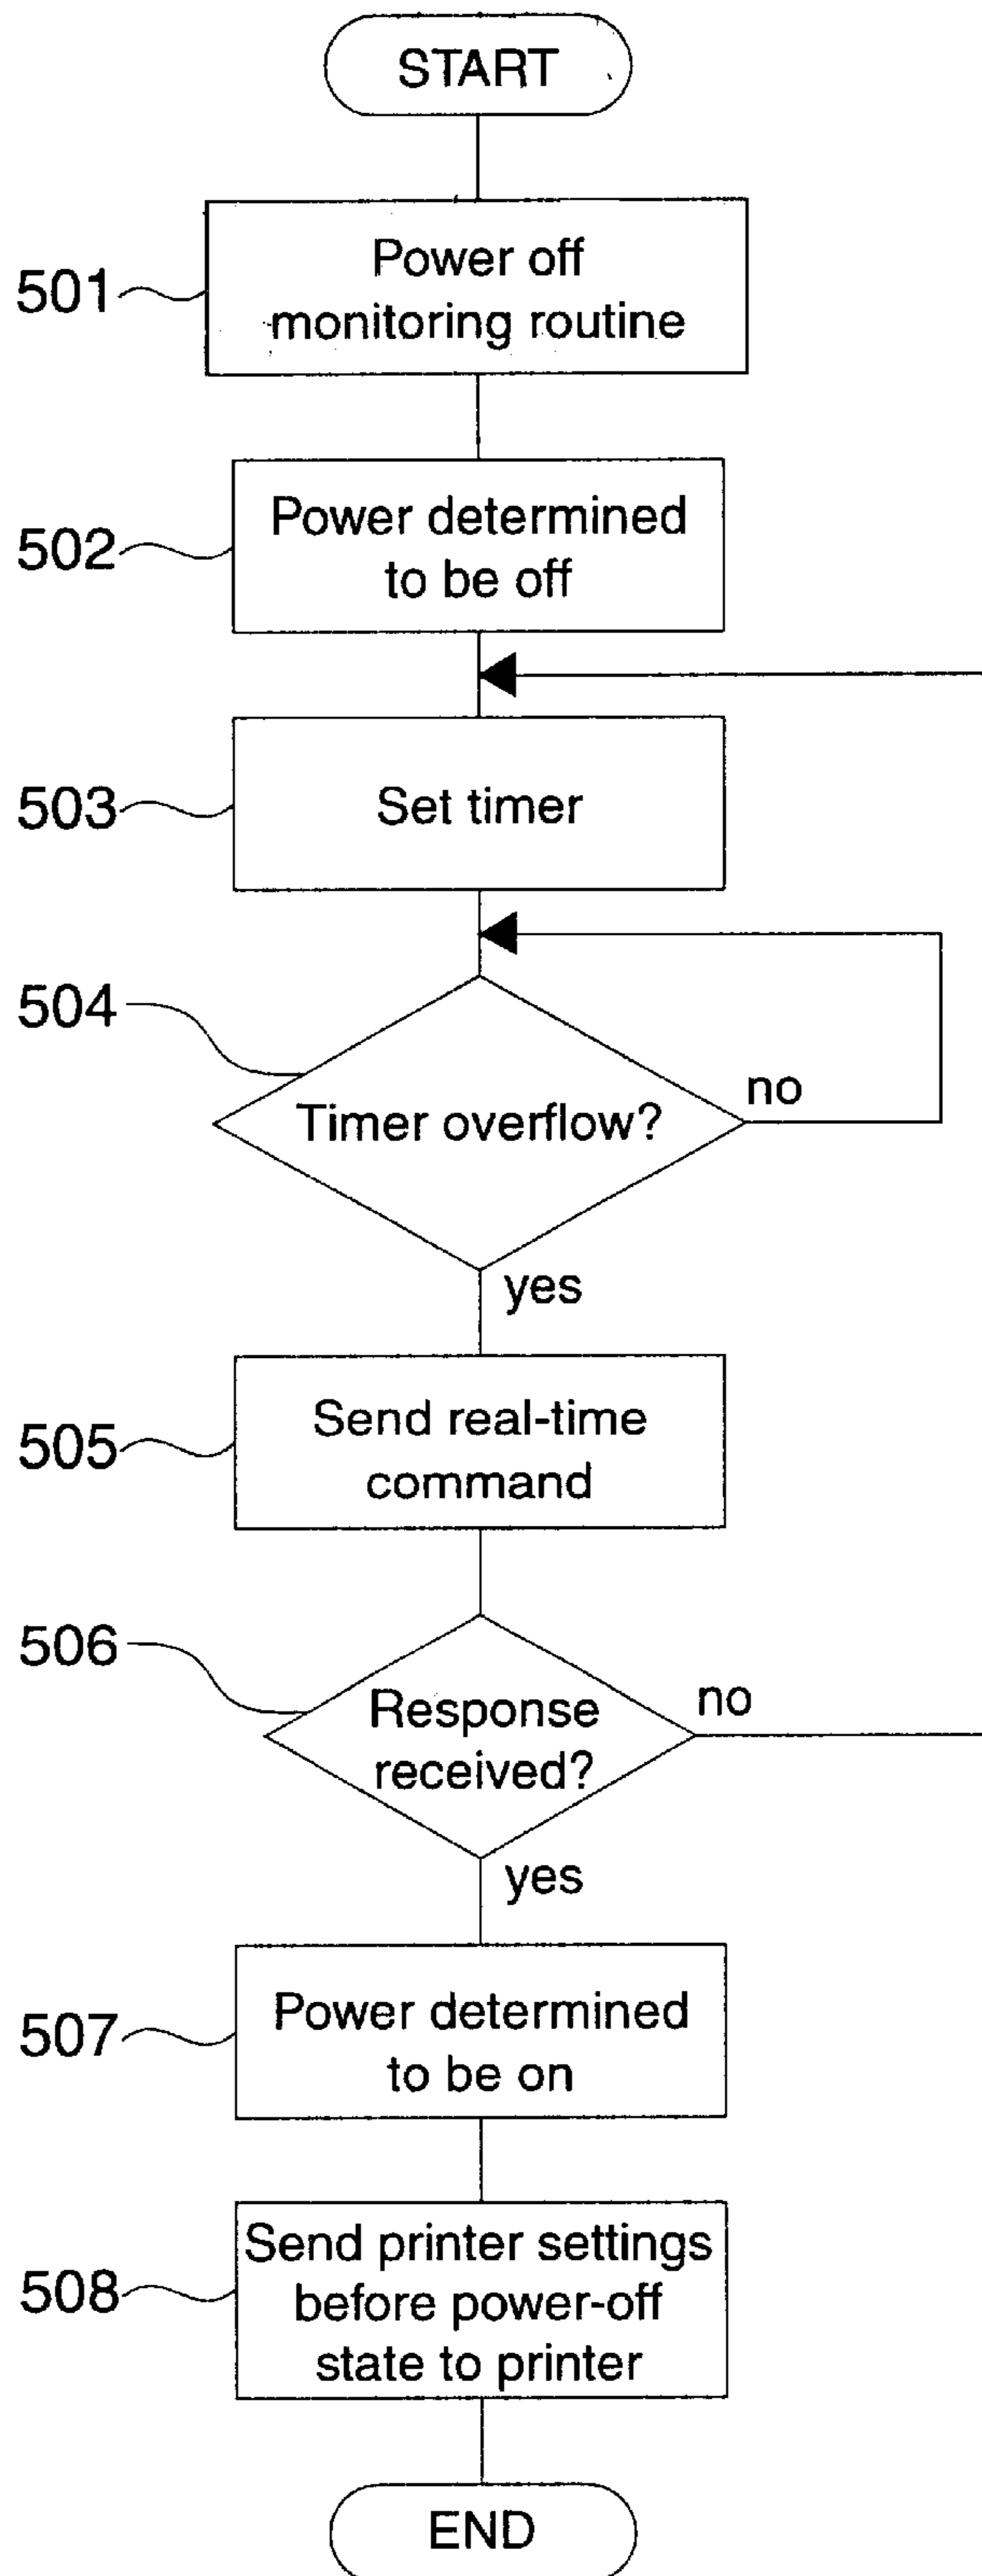 START
501
Power off
monitoring routine
502
Power determined
to be off
503
Set timer
504
Timer overflow?
no
yes
505
Send real-time
command
506
Response
received?
no
yes
507
Power determined
to be on
508
Send printer settings
before power-off
state to printer
END